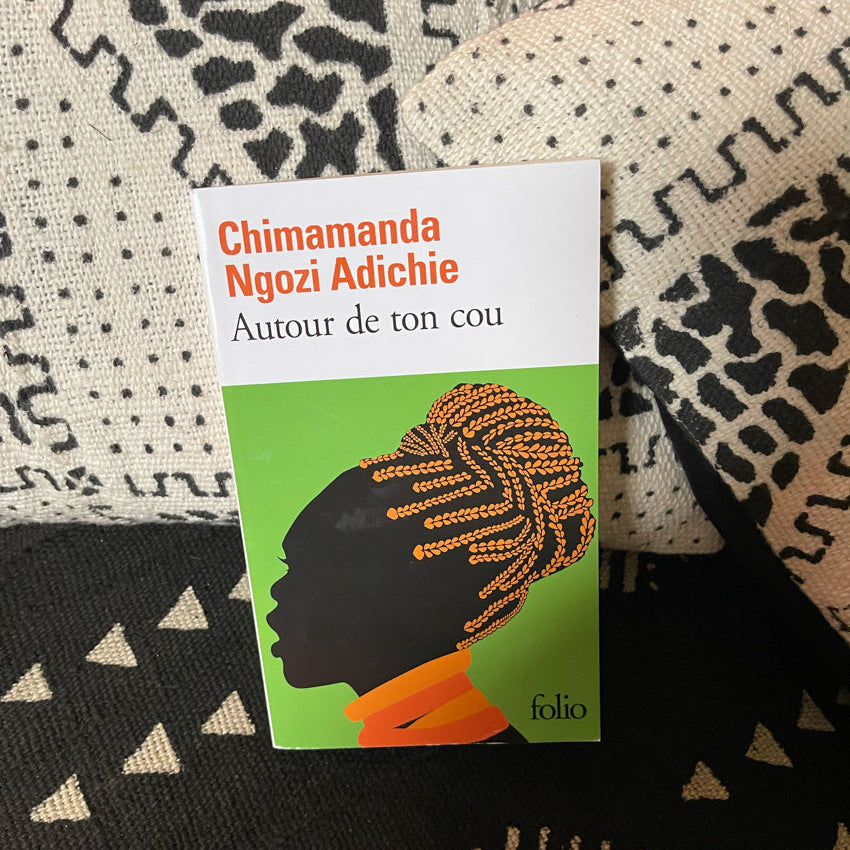 Chimamanda
Ngozi Adichie
Autour de ton cou
folio